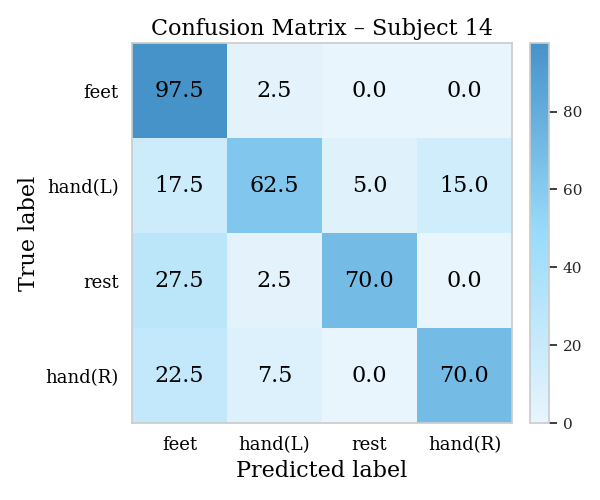 Confusion Matrix – Subject 14
True label
feet 97.5 2.5 0.0 0.0
hand(L) 17.5 62.5 5.0 15.0
rest 27.5 2.5 70.0 0.0
hand(R) 22.5 7.5 0.0 70.0
feet hand(L) rest hand(R)
Predicted label
80
60
40
20
0